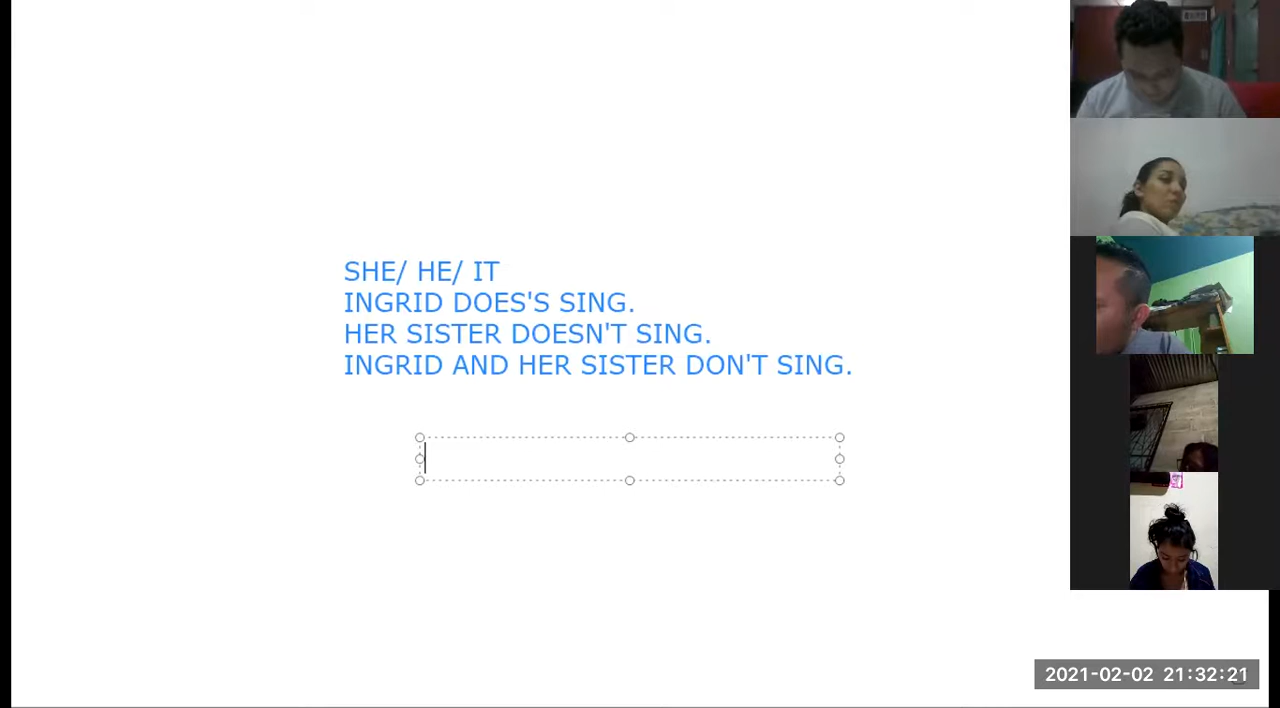 SHE/ HE/ IT
INGRID DOES'S SING.
HER SISTER DOESN'T SING.
INGRID AND HER SISTER DON'T SING.
2021-02-02 21:32:21